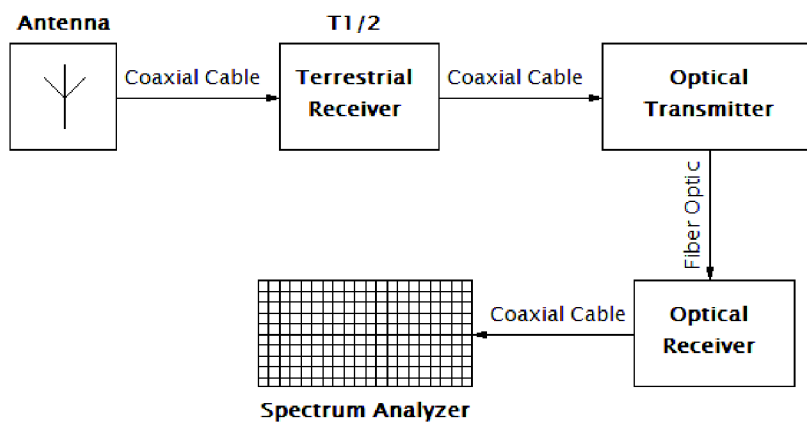 Antenna
T1/2
Coaxial Cable
Terrestrial
Receiver
Coaxial Cable
Optical
Transmitter
Fiber Optic
Optical
Receiver
Coaxial Cable
Spectrum Analyzer